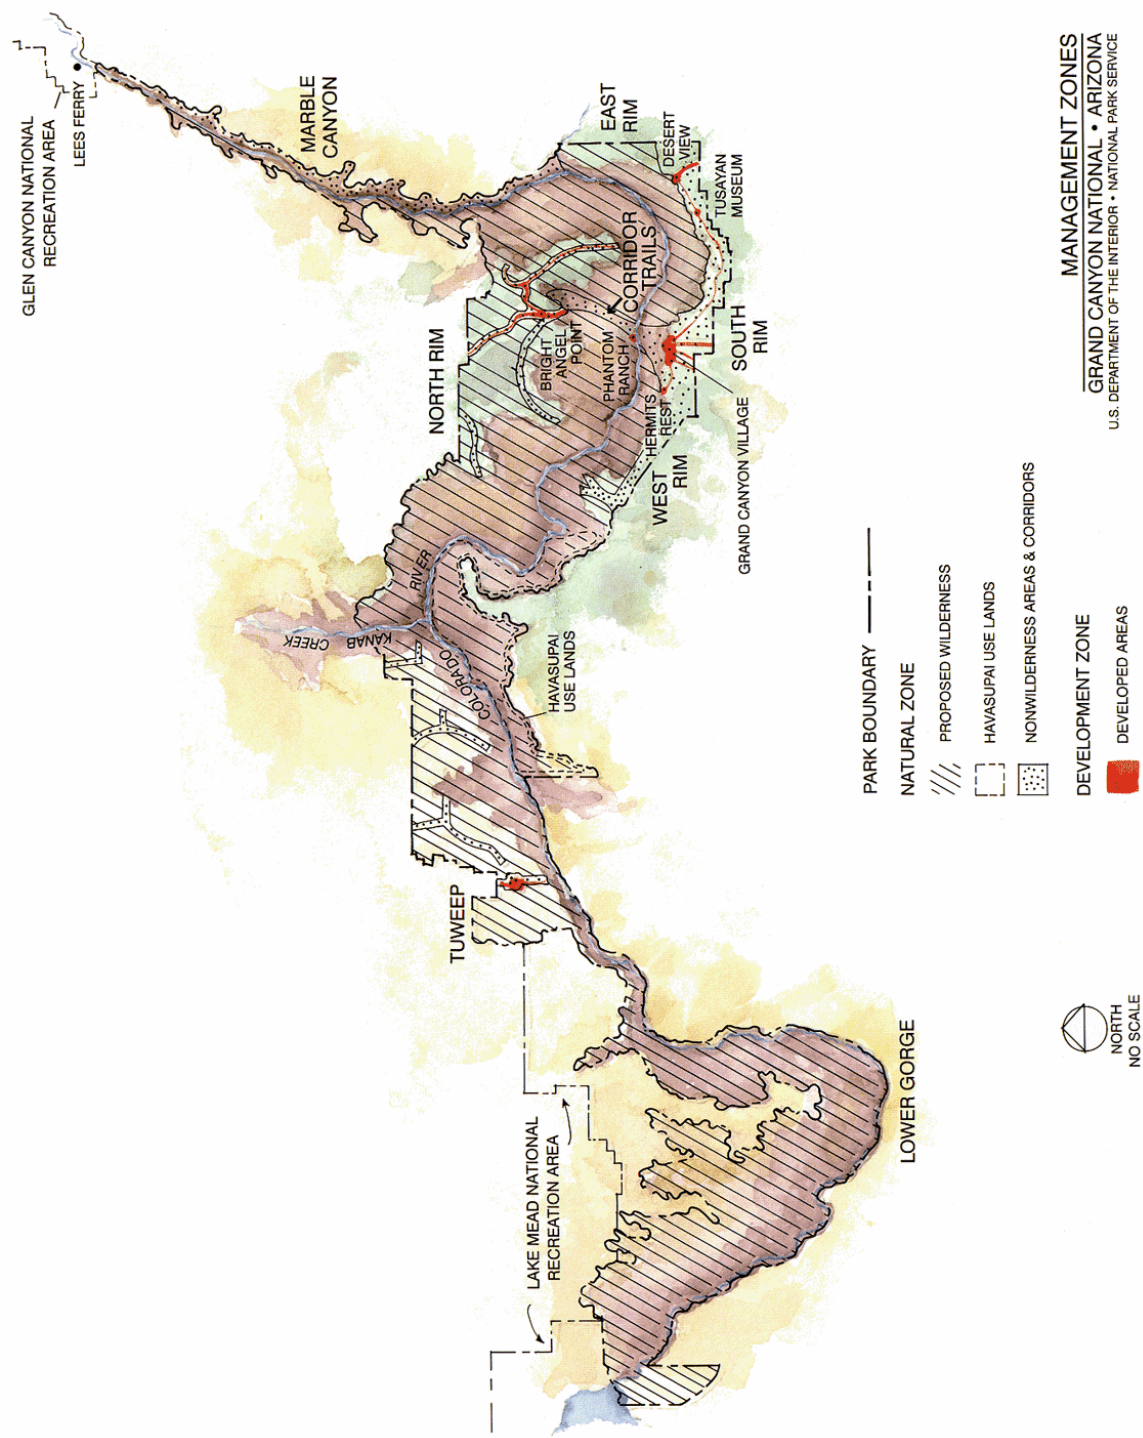 GLEN CANYON NATIONAL
RECREATION AREA
LEES FERRY
MARBLE
CANYON
EAST
RIM
DESERT
VIEW
TUSAYAN
MUSEUM
CORRIDOR
TRAILS
NORTH RIM
BRIGHT
ANGEL
POINT
PHANTOM
RANCH
SOUTH
RIM
HERMITS
REST
WEST
RIM
GRAND CANYON VILLAGE
KANAB
CREEK
COLORADO
RIVER
HAVASUPAI
USE LANDS
TUWEEP
LAKE MEAD NATIONAL
RECREATION AREA
LOWER GORGE
PARK BOUNDARY
NATURAL ZONE
PROPOSED WILDERNESS
HAVASUPAI USE LANDS
NONWILDERNESS AREAS & CORRIDORS
DEVELOPMENT ZONE
DEVELOPED AREAS
NORTH
NO SCALE
MANAGEMENT ZONES
GRAND CANYON NATIONAL • ARIZONA
U.S. DEPARTMENT OF THE INTERIOR • NATIONAL PARK SERVICE